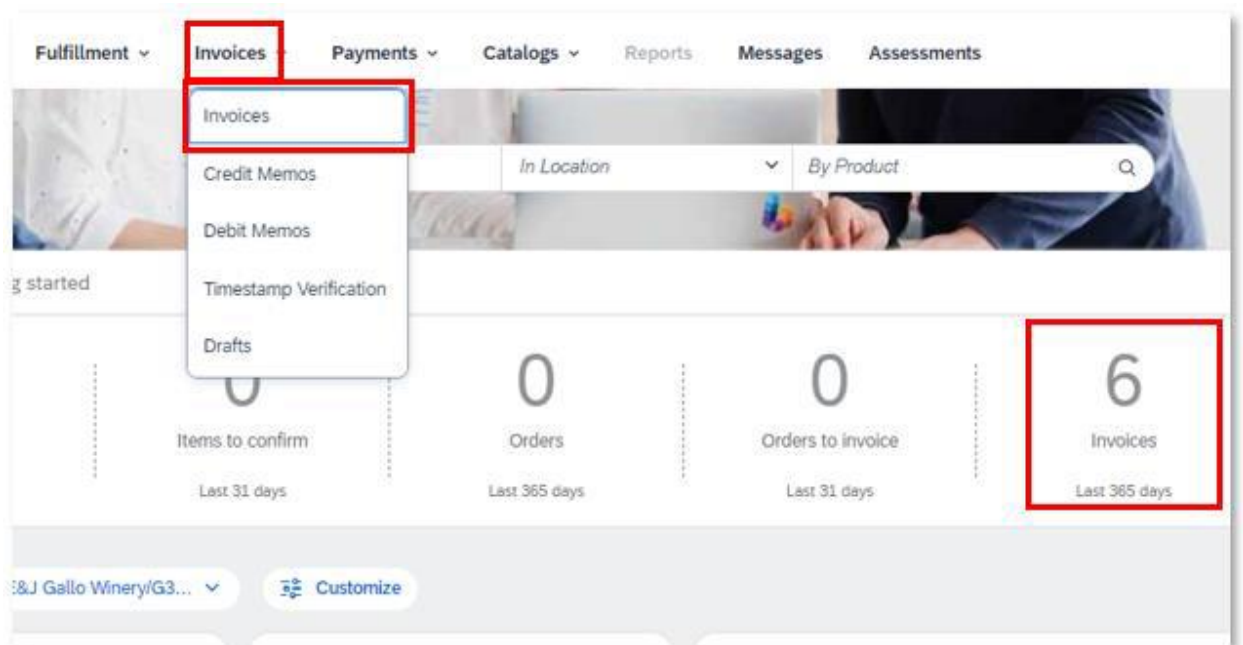 Fulfillment Invoices Payments Catalogs Reports Messages Assessments
Invoices
Credit Memos
Debit Memos
Timestamp Verification
Drafts
In Location By Product
g started
0
Items to confirm
Last 31 days
0
Orders
Last 365 days
0
Orders to invoice
Last 31 days
6
Invoices
Last 365 days
E&J Gallo Winery/G3... Customize